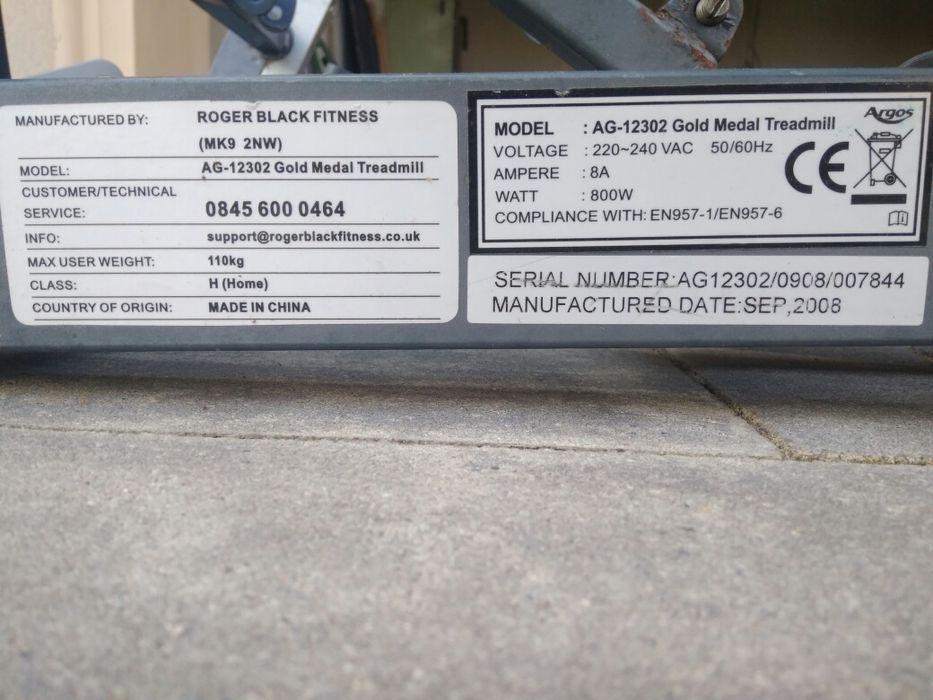 MANUFACTURED BY: ROGER BLACK FITNESS
(MK9 2NW)
MODEL: AG-12302 Gold Medal Treadmill
CUSTOMER/TECHNICAL
SERVICE: 0845 600 0464
INFO: support@rogerblackfitness.co.uk
MAX USER WEIGHT: 110kg
CLASS: H (Home)
COUNTRY OF ORIGIN: MADE IN CHINA
Argos
MODEL : AG-12302 Gold Medal Treadmill
VOLTAGE : 220~240 VAC 50/60Hz
AMPERE : 8A
WATT : 800W
COMPLIANCE WITH: EN957-1/EN957-6
CE
SERIAL NUMBER:AG12302/0908/007844
MANUFACTURED DATE:SEP,2008